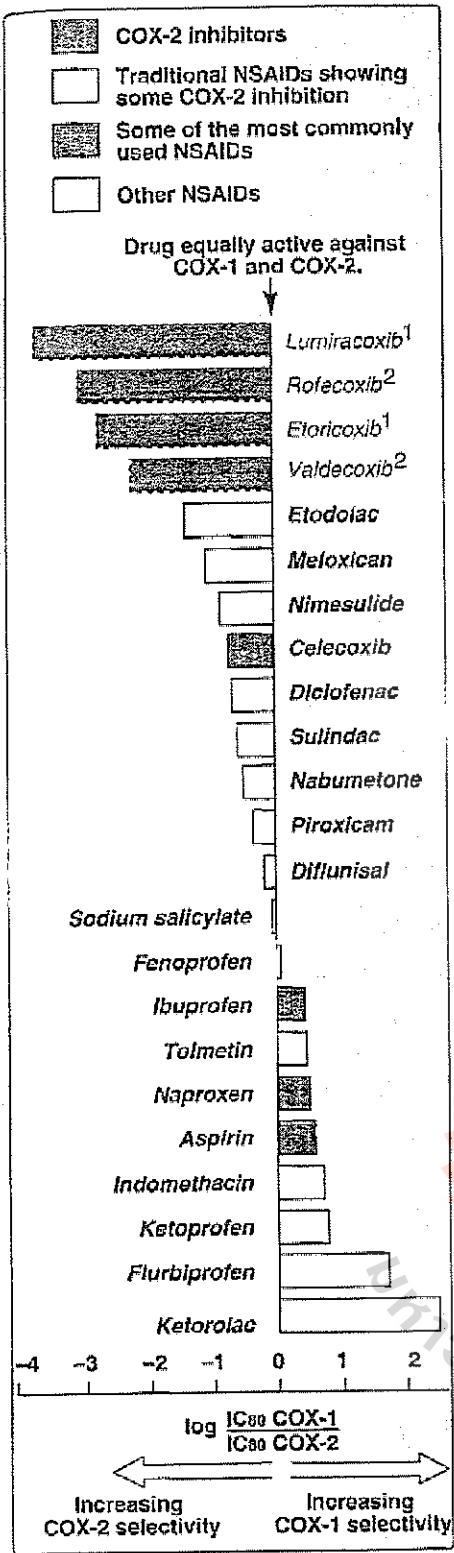 COX-2 inhibitors
Traditional NSAIDs showing
some COX-2 inhibition
Some of the most commonly
used NSAIDs
Other NSAIDs
Drug equally active against
COX-1 and COX-2.
Lumiracoxib1
Rofecoxib2
Etoricoxib1
Valdecoxib2
Etodolac
Meloxican
Nimesulide
Celecoxib
Diclofenac
Sulindac
Nabumetone
Piroxicam
Diflunisal
Sodium salicylate
Fenoprofen
Ibuprofen
Tolmetin
Naproxen
Aspirin
Indomethacin
Ketoprofen
Flurbiprofen
Ketorolac
–4 –3 –2 –1 0 1 2
log IC80 COX-1
IC80 COX-2
Increasing
COX-2 selectivity
Increasing
COX-1 selectivity